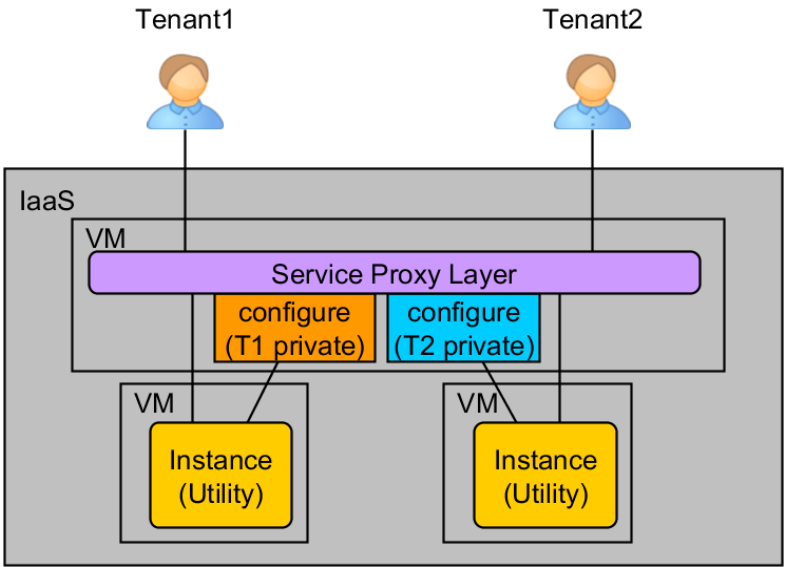 Tenant1
Tenant2
IaaS
VM
Service Proxy Layer
configure
(T1 private)
configure
(T2 private)
VM
Instance
(Utility)
VM
Instance
(Utility)